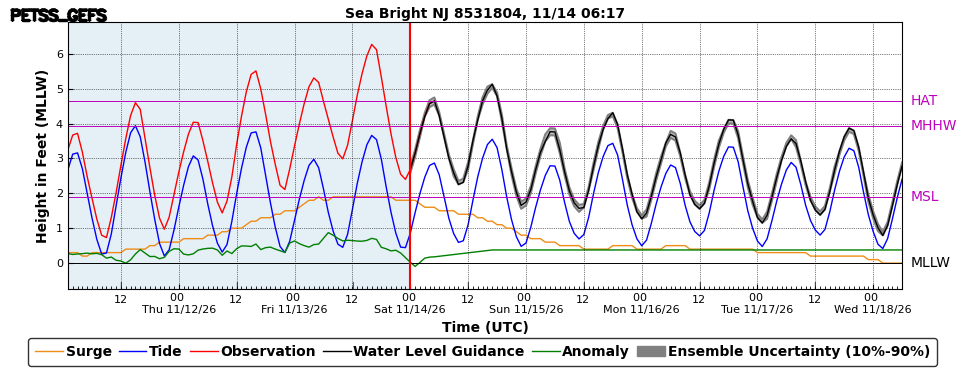 PETSS_GEFS
Sea Bright NJ 8531804, 11/14 06:17
Height in Feet (MLLW)
6
5
4
3
2
1
0
HAT
MHHW
MSL
MLLW
12 00 12 00 12 00 12 00 12 00 12 00 12 00
Thu 11/12/26 Fri 11/13/26 Sat 11/14/26 Sun 11/15/26 Mon 11/16/26 Tue 11/17/26 Wed 11/18/26
Time (UTC)
Surge Tide Observation Water Level Guidance Anomaly Ensemble Uncertainty (10%-90%)